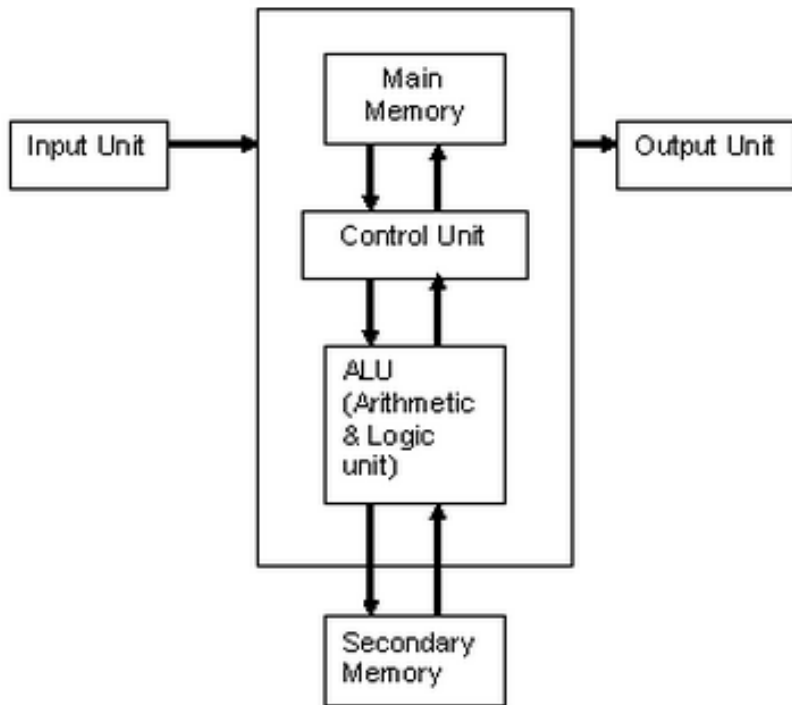 Main
Memory
Input Unit
Output Unit
Control Unit
ALU
(Arithmetic
& Logic
unit)
Secondary
Memory